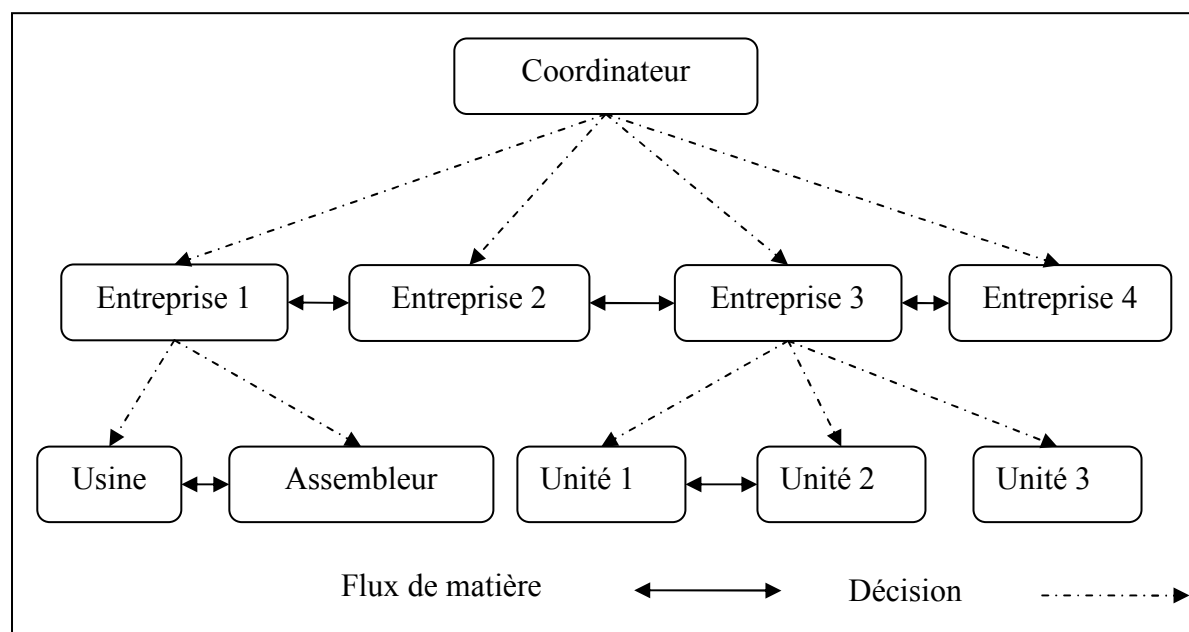 Coordinateur
Entreprise 1
Entreprise 2
Entreprise 3
Entreprise 4
Usine
Assembleur
Unité 1
Unité 2
Unité 3
Flux de matière
Décision